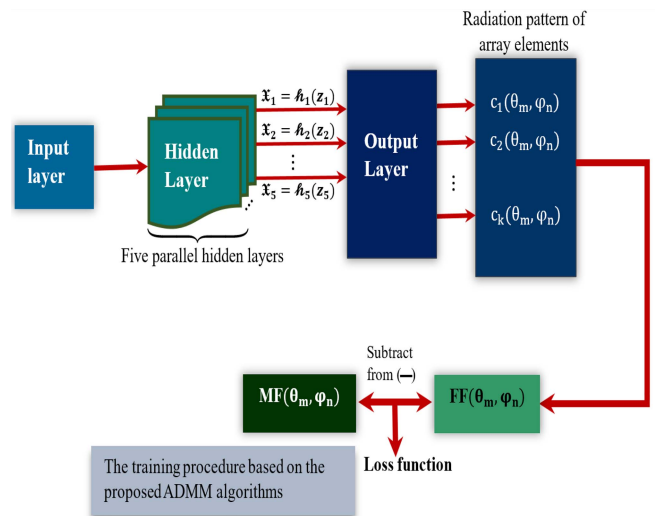 Radiation pattern of
array elements
Input
layer
Hidden
Layer
𝔵₁ = 𝒽₁(z₁)
𝔵₂ = 𝒽₂(z₂)
⋮
𝔵₅ = 𝒽₅(z₅)
⋰
Five parallel hidden layers
Output
Layer
⋮
c₁(θₘ, φₙ)
c₂(θₘ, φₙ)
cₖ(θₘ, φₙ)
Subtract
from (—)
MF(θₘ, φₙ)
FF(θₘ, φₙ)
Loss function
The training procedure based on the
proposed ADMM algorithms